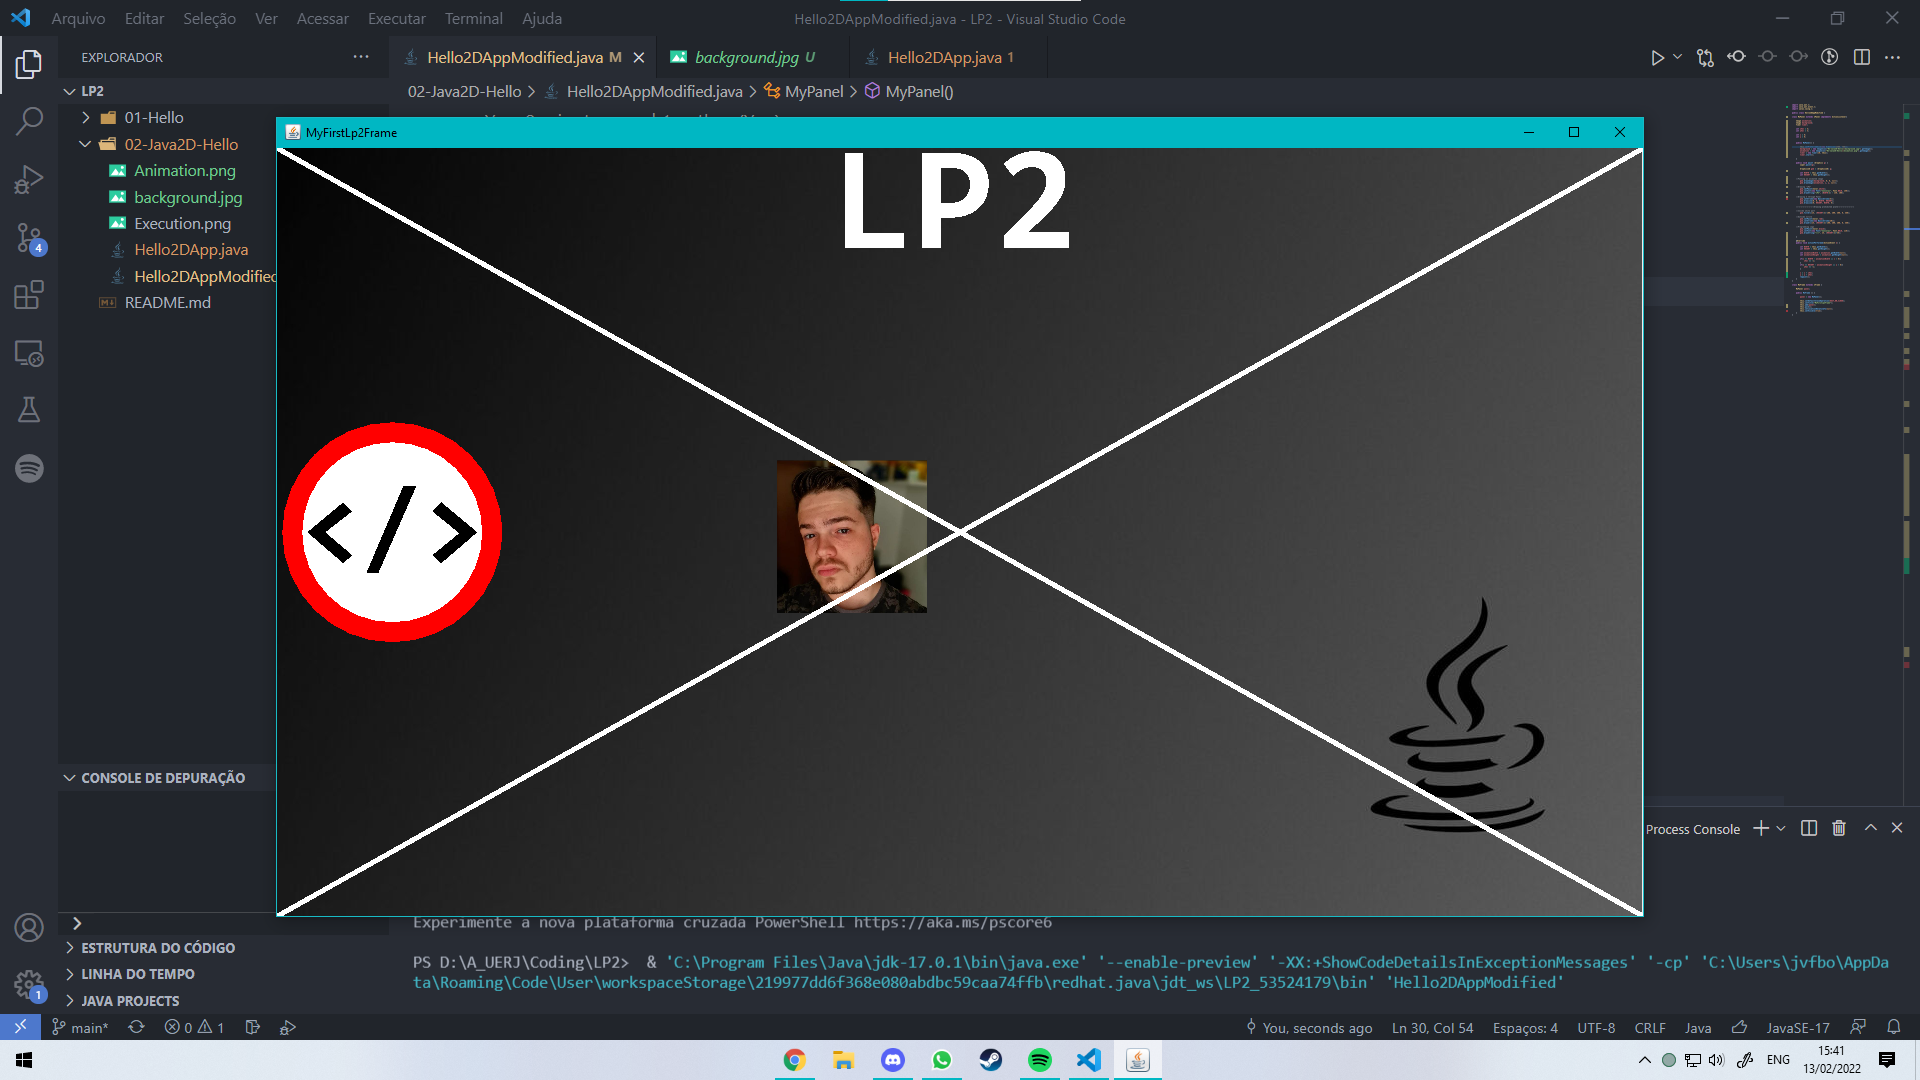 Arquivo Editar Seleção Ver Acessar Executar Terminal Ajuda
Hello2DAppModified.java - LP2 - Visual Studio Code
EXPLORADOR
Hello2DAppModified.java M
background.jpg U
Hello2DApp.java 1
LP2
02-Java2D-Hello > Hello2DAppModified.java > MyPanel > MyPanel()
01-Hello
02-Java2D-Hello
Animation.png
background.jpg
Execution.png
Hello2DApp.java
Hello2DAppModified
README.md
MyFirstLp2Frame
LP2
</>
CONSOLE DE DEPURAÇÃO
Process Console
ESTRUTURA DO CÓDIGO
LINHA DO TEMPO
JAVA PROJECTS
Experimente a nova plataforma cruzada PowerShell https://aka.ms/pscore6
PS D:\A_UERJ\Coding\LP2>  & 'C:\Program Files\Java\jdk-17.0.1\bin\java.exe' '--enable-preview' '-XX:+ShowCodeDetailsInExceptionMessages' '-cp' 'C:\Users\jvfbo\AppDa
ta\Roaming\Code\User\workspaceStorage\219977dd6f368e080abdbc59caa74ffb\redhat.java\jdt_ws\LP2_53524179\bin' 'Hello2DAppModified'
4
1
main* 0 1
You, seconds ago Ln 30, Col 54 Espaços: 4 UTF-8 CRLF Java JavaSE-17
ENG
15:41
13/02/2022